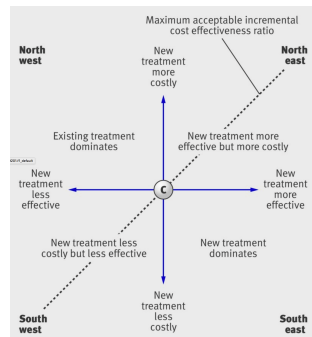 Maximum acceptable incremental
cost effectiveness ratio
North
west
New
treatment
more
costly
North
east
Existing treatment
dominates
New treatment more
effective but more costly
New
treatment
less
effective
C
New
treatment
more
effective
New treatment less
costly but less effective
New treatment
dominates
South
west
New
treatment
less
costly
South
east